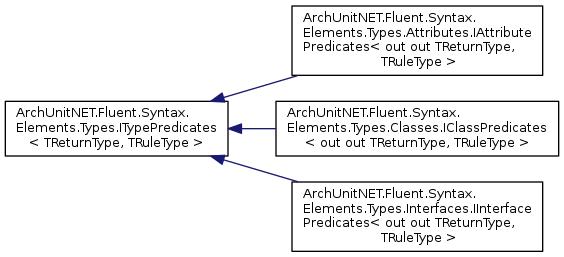 ArchUnitNET.Fluent.Syntax.
Elements.Types.Attributes.IAttribute
Predicates< out out TReturnType,
TRuleType >
ArchUnitNET.Fluent.Syntax.
Elements.Types.ITypePredicates
< TReturnType, TRuleType >
ArchUnitNET.Fluent.Syntax.
Elements.Types.Classes.IClassPredicates
< out out TReturnType, TRuleType >
ArchUnitNET.Fluent.Syntax.
Elements.Types.Interfaces.IInterface
Predicates< out out TReturnType,
TRuleType >